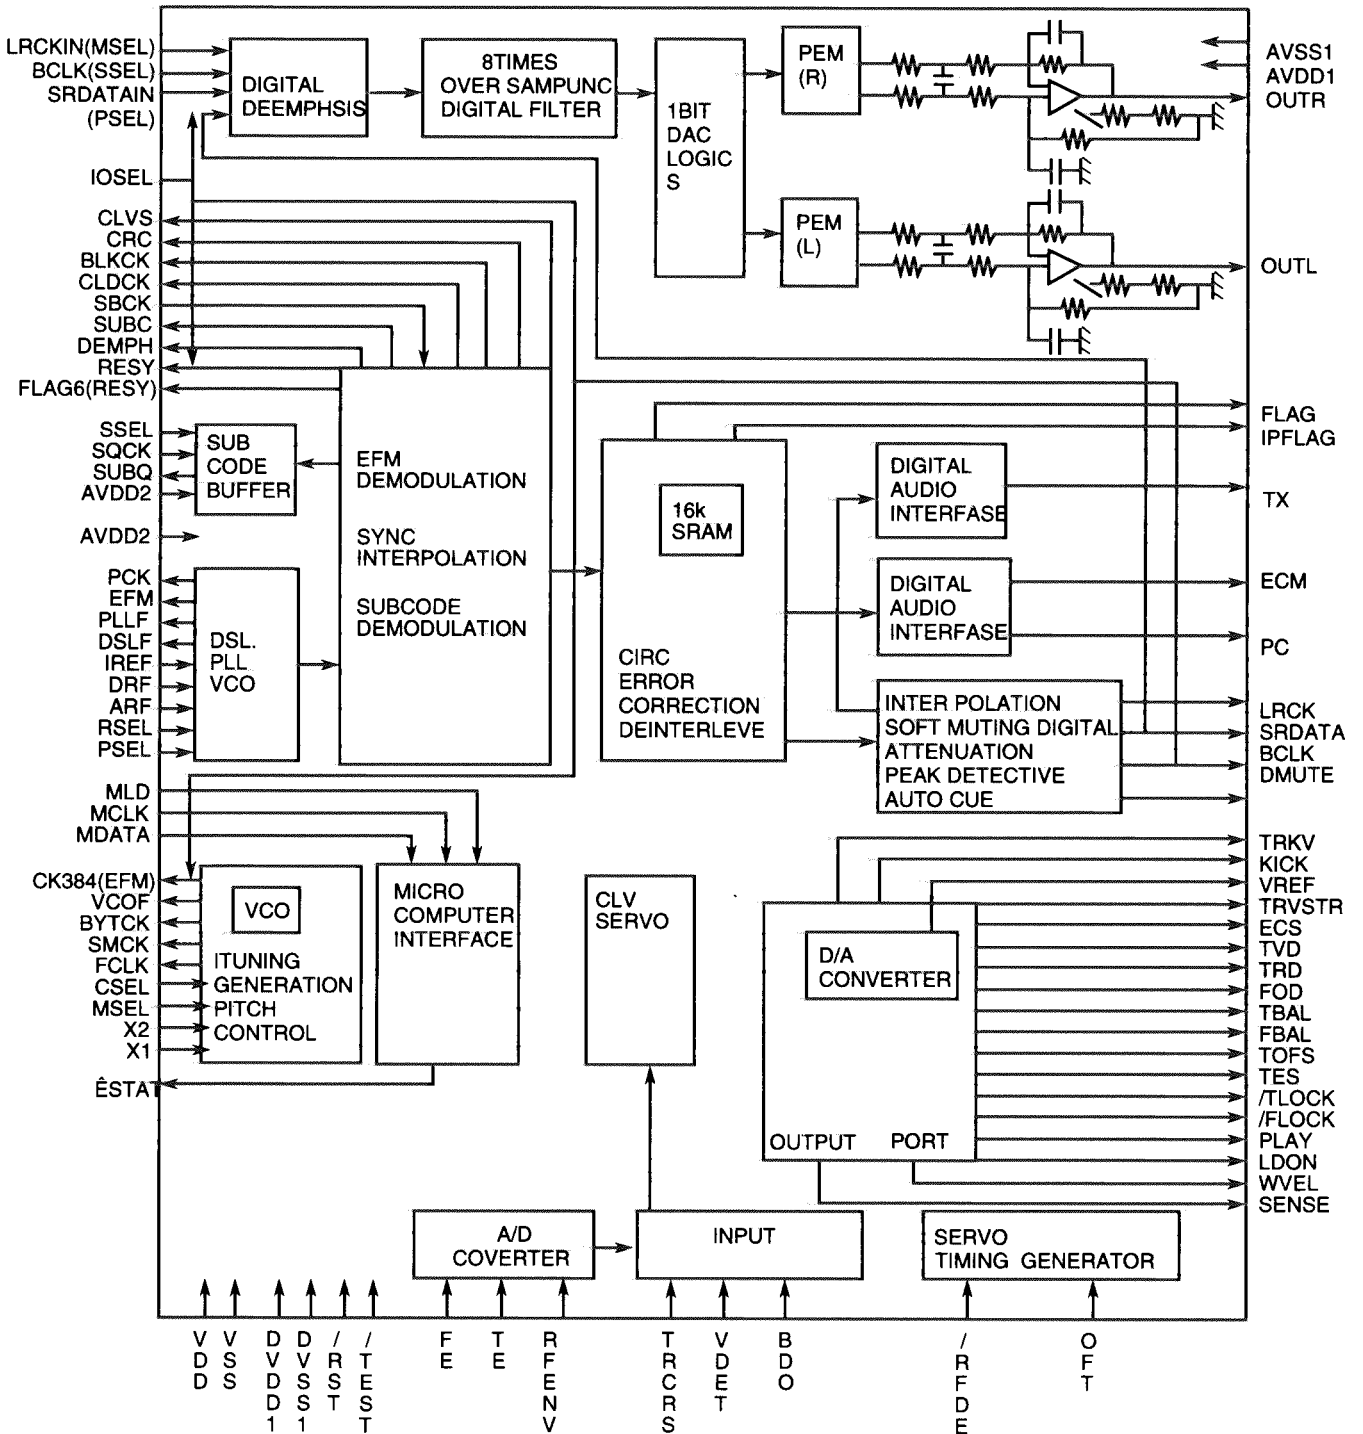 LRCKIN(MSEL)
BCLK(SSEL)
SRDATAIN
(PSEL)
IOSEL
CLVS
CRC
BLKCK
CLDCK
SBCK
SUBC
DEMPH
RESY
FLAG6(RESY)
SSEL
SQCK
SUBQ
AVDD2
AVDD2
PCK
EFM
PLLF
DSLF
IREF
DRF
ARF
RSEL
PSEL
MLD
MCLK
MDATA
CK384(EFM)
VCOF
BYTCK
SMCK
FCLK
CSEL
MSEL
X2
X1
ÊSTAT
DIGITAL
DEEMPHSIS
8TIMES
OVER SAMPUNC
DIGITAL FILTER
1BIT
DAC
LOGIC
S
PEM
(R)
PEM
(L)
SUB
CODE
BUFFER
EFM
DEMODULATION
SYNC
INTERPOLATION
SUBCODE
DEMODULATION
DSL.
PLL
VCO
16k
SRAM
CIRC
ERROR
CORRECTION
DEINTERLEVE
DIGITAL
AUDIO
INTERFASE
DIGITAL
AUDIO
INTERFASE
INTER POLATION
SOFT MUTING DIGITAL
ATTENUATION
PEAK DETECTIVE
AUTO CUE
VCO
ITUNING
GENERATION
PITCH
CONTROL
MICRO
COMPUTER
INTERFACE
CLV
SERVO
D/A
CONVERTER
OUTPUT PORT
A/D
COVERTER
INPUT
SERVO
TIMING GENERATOR
AVSS1
AVDD1
OUTR
OUTL
FLAG
IPFLAG
TX
ECM
PC
LRCK
SRDATA
BCLK
DMUTE
TRKV
KICK
VREF
TRVSTR
ECS
TVD
TRD
FOD
TBAL
FBAL
TOFS
TES
/TLOCK
/FLOCK
PLAY
LDON
WVEL
SENSE
VDD
VSS
DVDD1
DVSS1
/RST
/TEST
FE
TE
RFENV
TRCRS
VDET
BDO
/RFDE
OFT